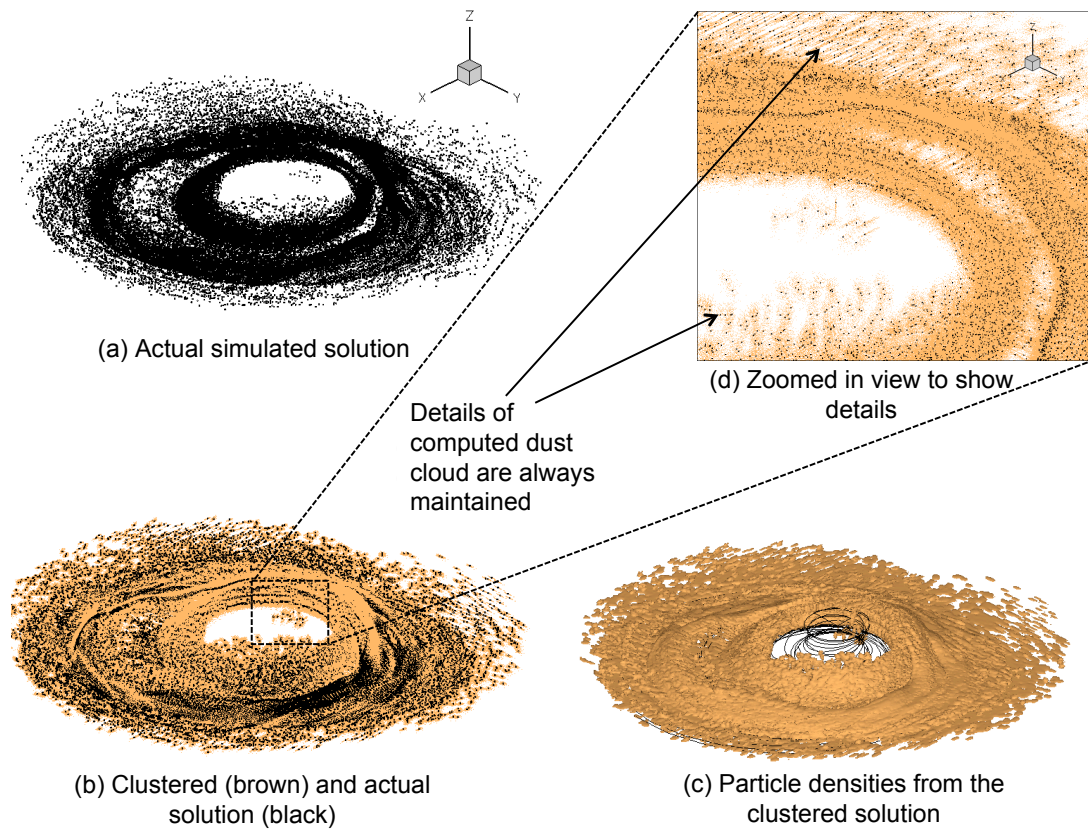 Z
X
Y
(a) Actual simulated solution
Z
(d) Zoomed in view to show
details
Details of
computed dust
cloud are always
maintained
(b) Clustered (brown) and actual
solution (black)
(c) Particle densities from the
clustered solution